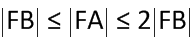 |FB| ≤ |FA| ≤ 2|FB|